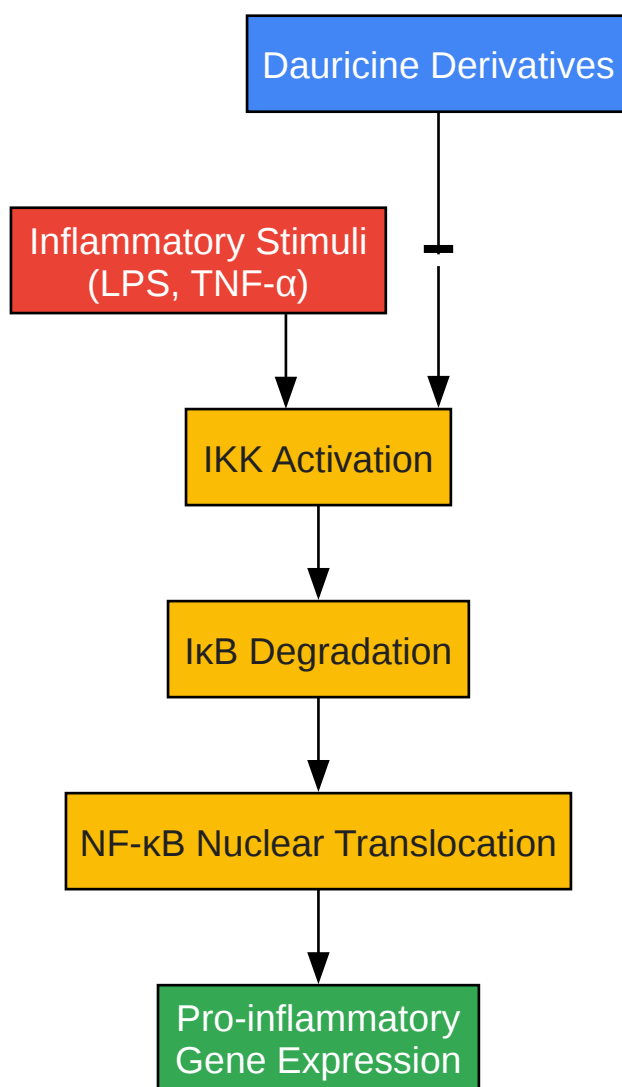 Dauricine Derivatives
Inflammatory Stimuli
(LPS, TNF-α)
IKK Activation
IκB Degradation
NF-κB Nuclear Translocation
Pro-inflammatory
Gene Expression